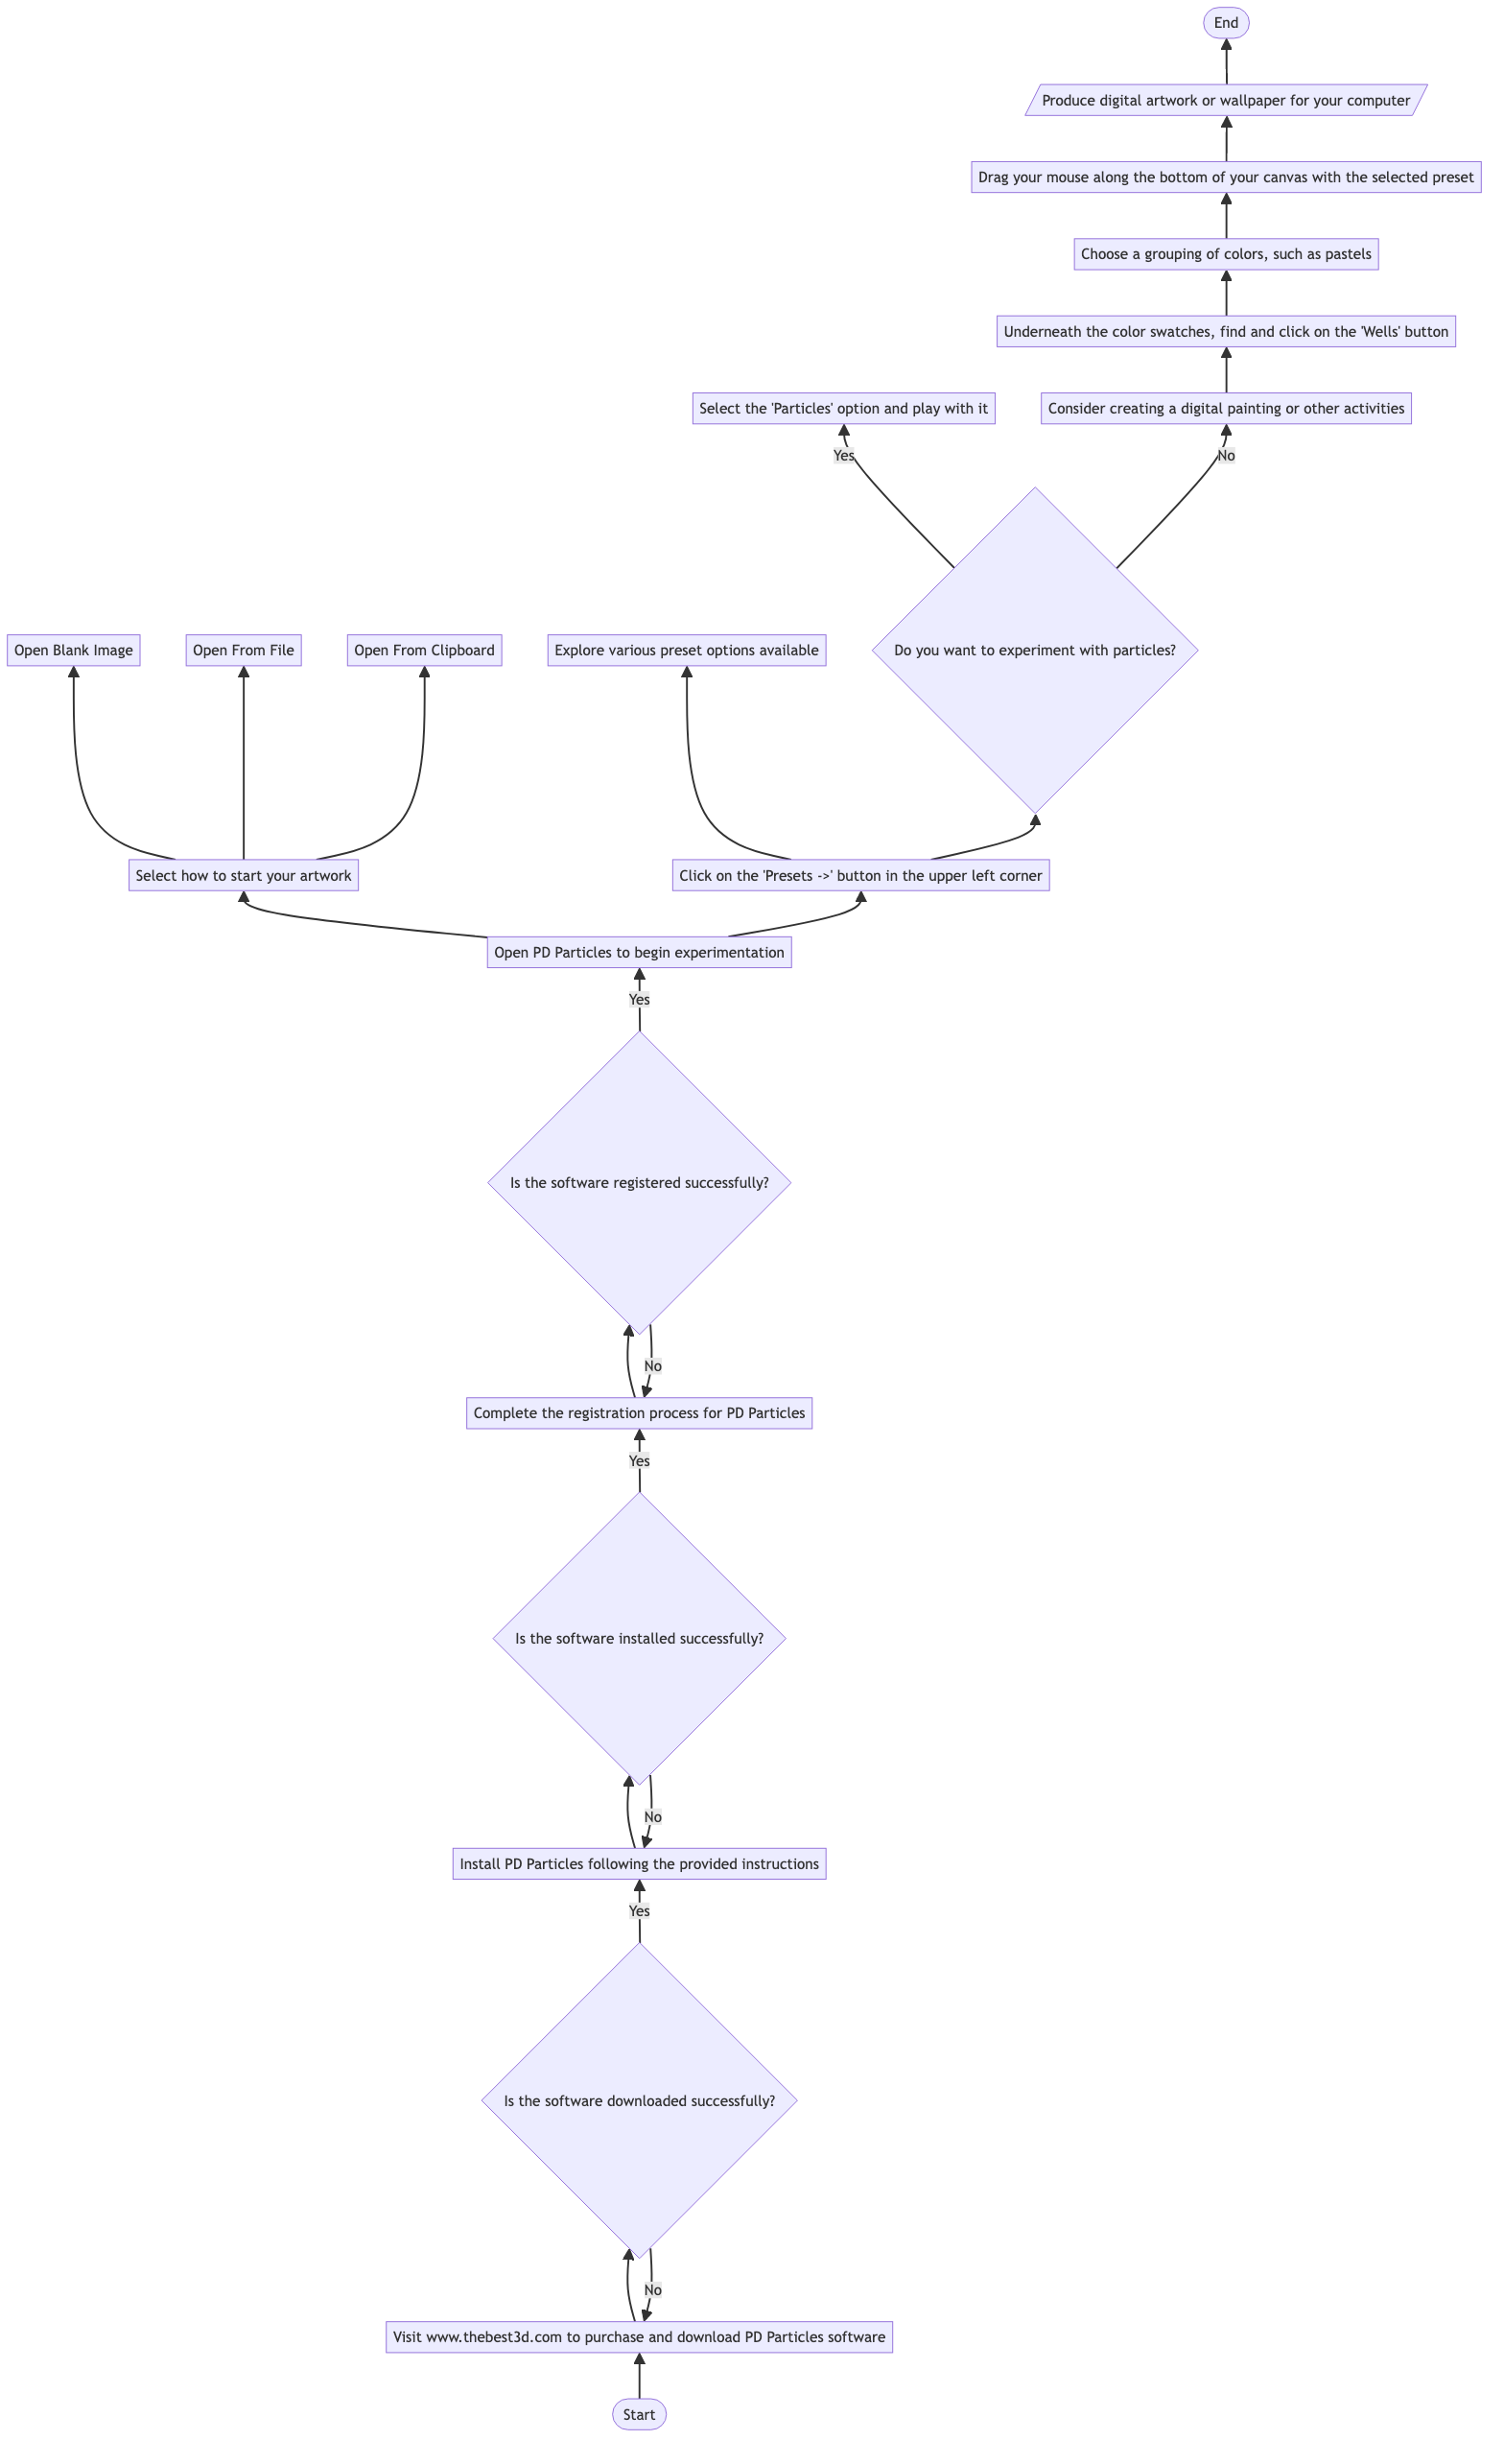 End
Produce digital artwork or wallpaper for your computer
Drag your mouse along the bottom of your canvas with the selected preset
Choose a grouping of colors, such as pastels
Underneath the color swatches, find and click on the 'Wells' button
Select the 'Particles' option and play with it
Consider creating a digital painting or other activities
Yes
No
Open Blank Image
Open From File
Open From Clipboard
Explore various preset options available
Do you want to experiment with particles?
Select how to start your artwork
Click on the 'Presets ->' button in the upper left corner
Open PD Particles to begin experimentation
Yes
Is the software registered successfully?
No
Complete the registration process for PD Particles
Yes
Is the software installed successfully?
No
Install PD Particles following the provided instructions
Yes
Is the software downloaded successfully?
No
Visit www.thebest3d.com to purchase and download PD Particles software
Start